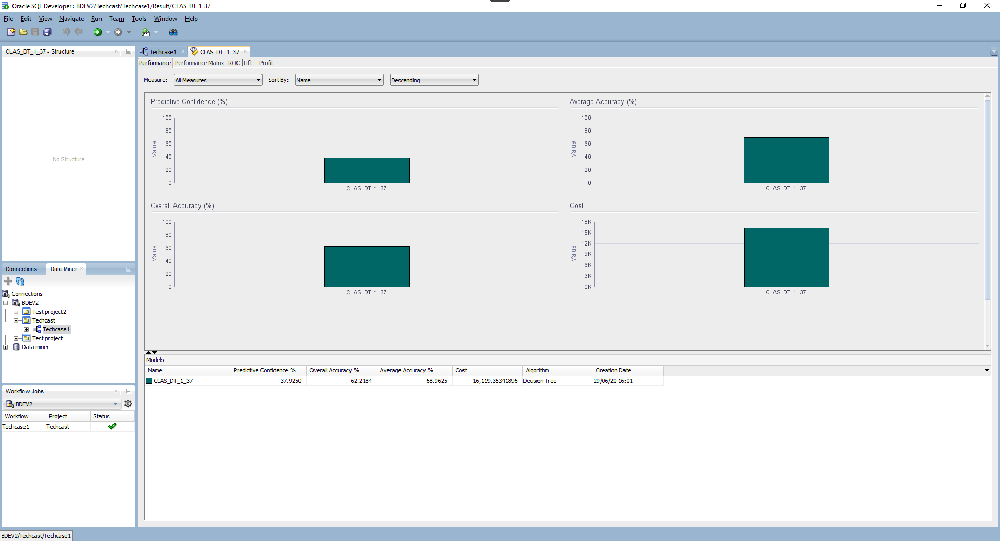 Oracle SQL Developer : BDEV2/Techcast/Techcase1/Result/CLAS_DT_1_37
File Edit View Navigate Run Team Tools Window Help
CLAS_DT_1_37 - Structure
No Structure
Connections Data Miner
Connections
BDEV2
Test project2
Techcast
Techcase1
Test project
Data miner
Workflow Jobs
BDEV2
Workflow Project Status
Techcase1 Techcast
Techcase1 CLAS_DT_1_37
Performance Performance Matrix ROC Lift Profit
Measure: All Measures Sort By: Name Descending
Predictive Confidence (%)
100
80
60
40
20
0
Value
CLAS_DT_1_37
Average Accuracy (%)
100
80
60
40
20
0
Value
CLAS_DT_1_37
Overall Accuracy (%)
100
80
60
40
20
0
Value
CLAS_DT_1_37
Cost
18K
15K
12K
9K
6K
3K
0K
Value
CLAS_DT_1_37
Models
Name Predictive Confidence % Overall Accuracy % Average Accuracy % Cost Algorithm Creation Date
CLAS_DT_1_37 37.9250 62.2184 68.9625 16,119.35341896 Decision Tree 29/06/20 16:01
BDEV2/Techcast/Techcase1